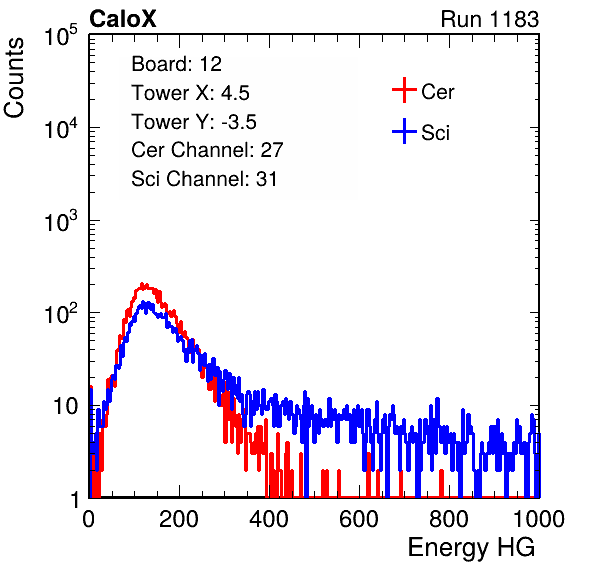 CaloX Run 1183
Counts
10^5
10^4
10^3
10^2
10
1
Board: 12
Tower X: 4.5
Tower Y: -3.5
Cer Channel: 27
Sci Channel: 31
Cer
Sci
0 200 400 600 800 1000
Energy HG